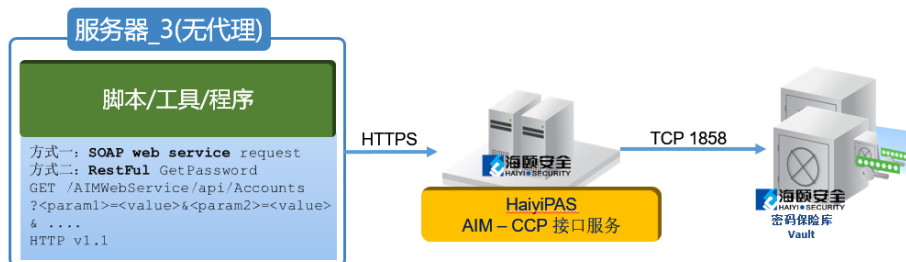 服务器_3(无代理)
脚本/工具/程序
方式一：SOAP web service request
方式二：RestFul GetPassword
GET /AIMWebService/api/Accounts
?<param1>=<value>&<param2>=<value>
& ....
HTTP v1.1
HTTPS
海颐安全
HAIYI SECURITY
HaiyiPAS
AIM – CCP 接口服务
TCP 1858
海颐安全
HAIYI SECURITY
密码保险库
Vault